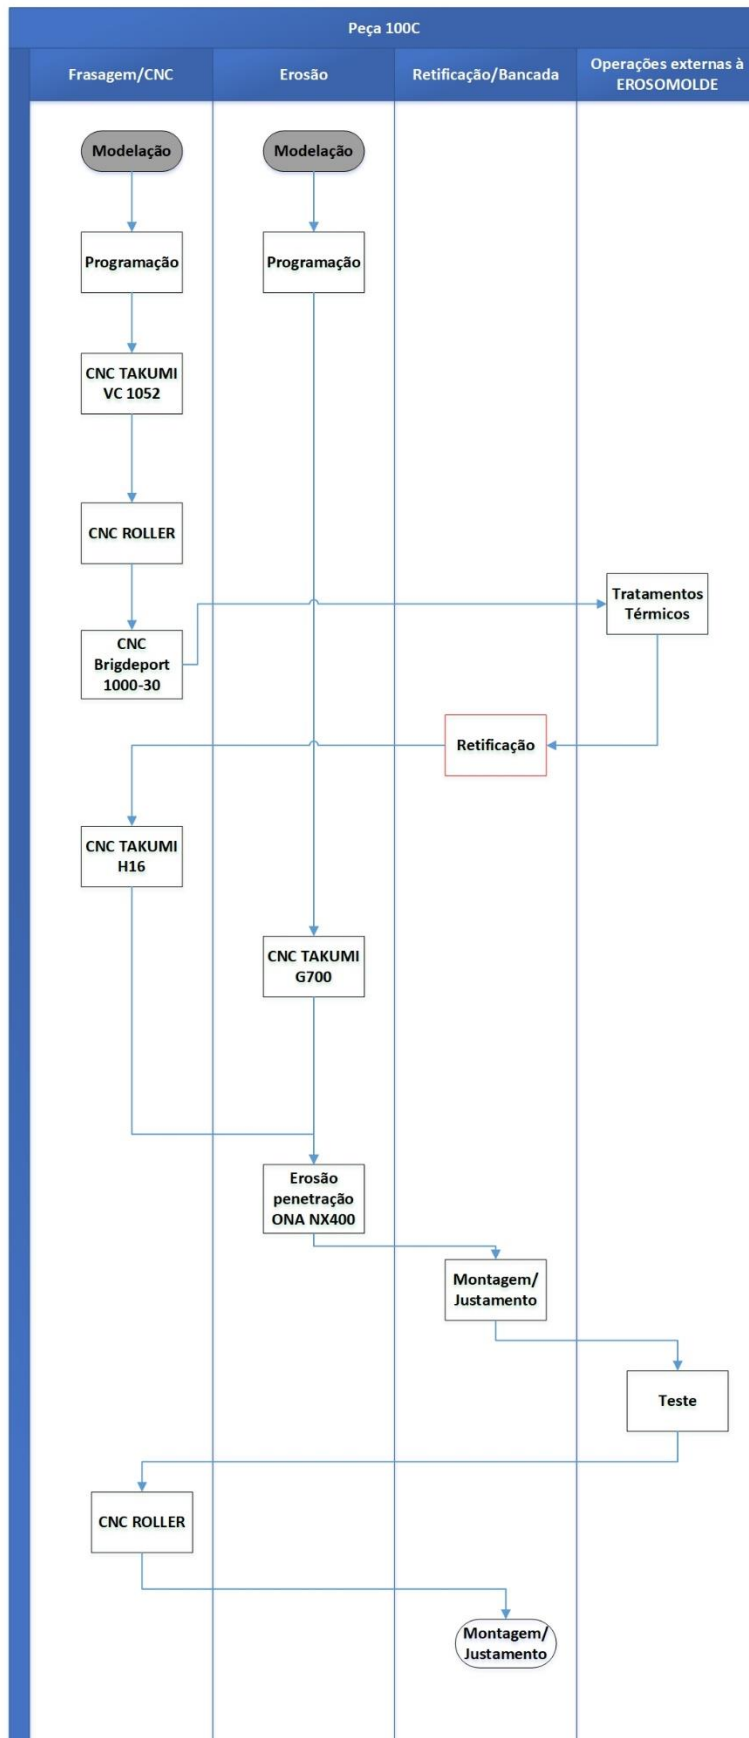 Peça 100C
Frasagem/CNC
Erosão
Retificação/Bancada
Operações externas à
EROSOMOLDE
Modelação
Modelação
Programação
Programação
CNC TAKUMI
VC 1052
CNC ROLLER
Tratamentos
Térmicos
CNC
Brigdeport
1000-30
Retificação
CNC TAKUMI
H16
CNC TAKUMI
G700
Erosão
penetração
ONA NX400
Montagem/
Justamento
Teste
CNC ROLLER
Montagem/
Justamento